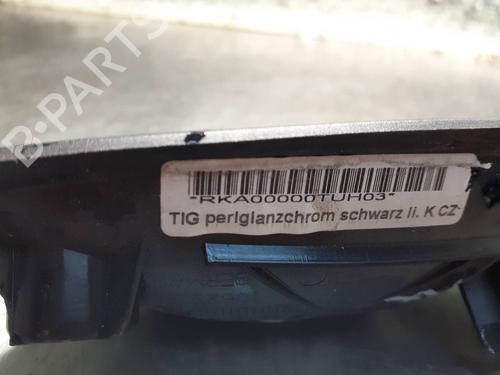 B-PARTS
*RKA00000TUH03*
TIG perlglanzchrom schwarz li. K CZ-